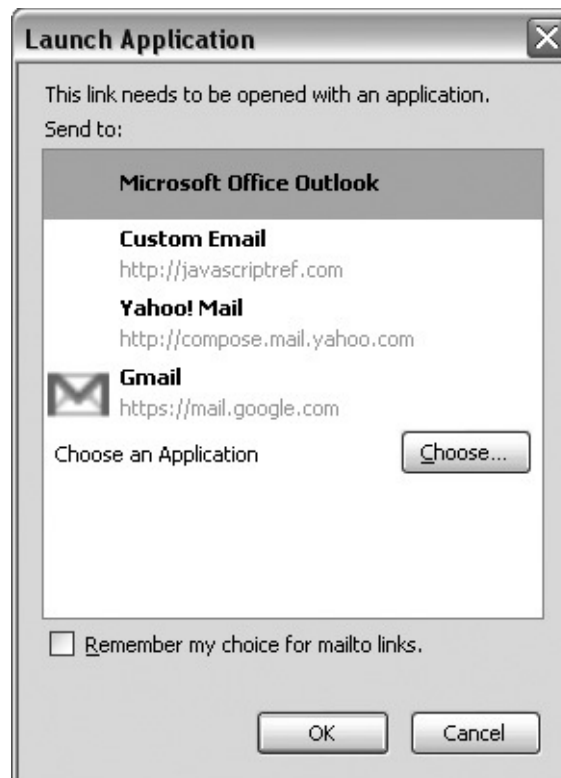 Launch Application
This link needs to be opened with an application.
Send to:
Microsoft Office Outlook
Custom Email
http://javascriptref.com
Yahoo! Mail
http://compose.mail.yahoo.com
Gmail
https://mail.google.com
Choose an Application Choose...
Remember my choice for mailto links.
OK Cancel